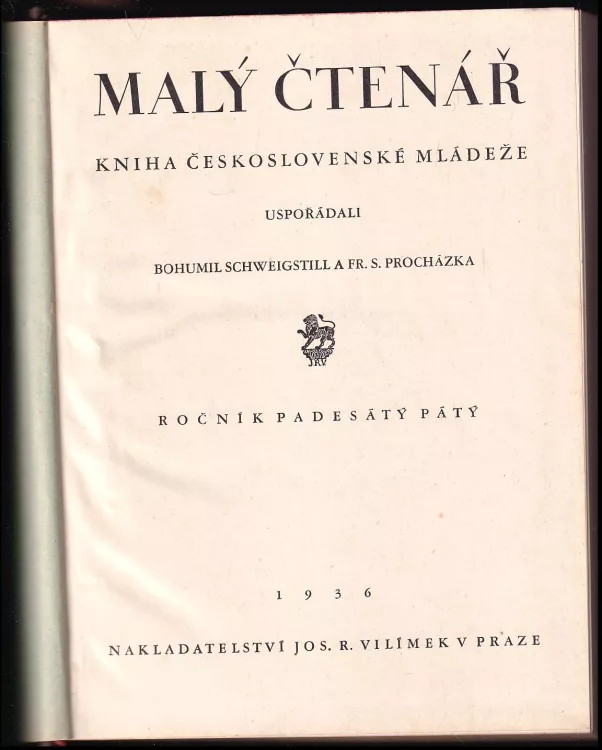 MALÝ ČTENÁŘ
KNIHA ČESKOSLOVENSKÉ MLÁDEŽE
USPOŘÁDALI
BOHUMIL SCHWEIGSTILL A FR. S. PROCHÁZKA
JRV
ROČNÍK PADESÁTÝ PÁTÝ
1936
NAKLADATELSTVÍ JOS. R. VILÍMEK V PRAZE